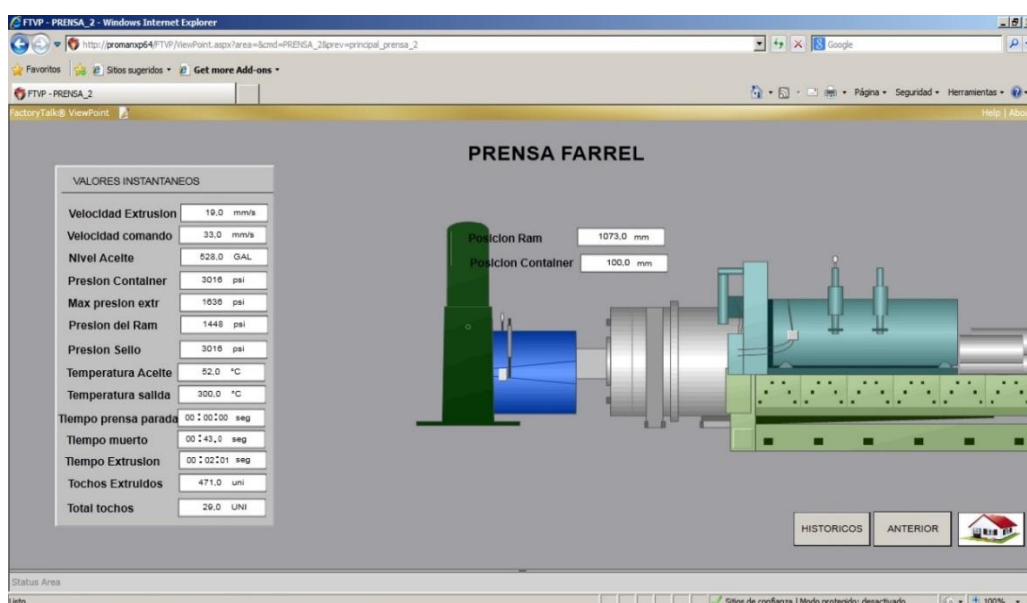 FTVP - PRENSA_2 - Windows Internet Explorer
http://promanxp64/FTVP/ViewPoint.aspx?area=&cmd=PRENSA_2&prev=principal_prensa_2
Google
Favoritos Sitios sugeridos Get more Add-ons
FTVP - PRENSA_2
Página Seguridad Herramientas
FactoryTalk® ViewPoint
Help | Abou
PRENSA FARREL
VALORES INSTANTANEOS
Velocidad Extrusion 19,0 mm/s
Velocidad comando 33,0 mm/s
Nivel Aceite 528,0 GAL
Presion Container 3016 psi
Max presion extr 1636 psi
Presion del Ram 1448 psi
Presion Sello 3016 psi
Temperatura Aceite 52,0 °C
Temperatura salida 300,0 °C
Tiempo prensa parada 00:00:00 seg
Tiempo muerto 00:43,0 seg
Tiempo Extrusion 00:02:01 seg
Tochos Extruidos 471,0 uni
Total tochos 29,0 UNI
Posicion Ram 1073,0 mm
Posicion Container 100,0 mm
HISTORICOS
ANTERIOR
Status Area
Listo
Sitios de confianza | Modo protegido: desactivado
100%